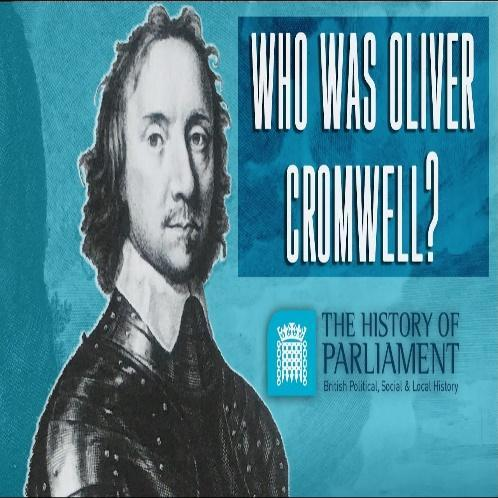 WHO WAS OLIVER
CROMWELL?
THE HISTORY OF
PARLIAMENT
British Political, Social & Local History